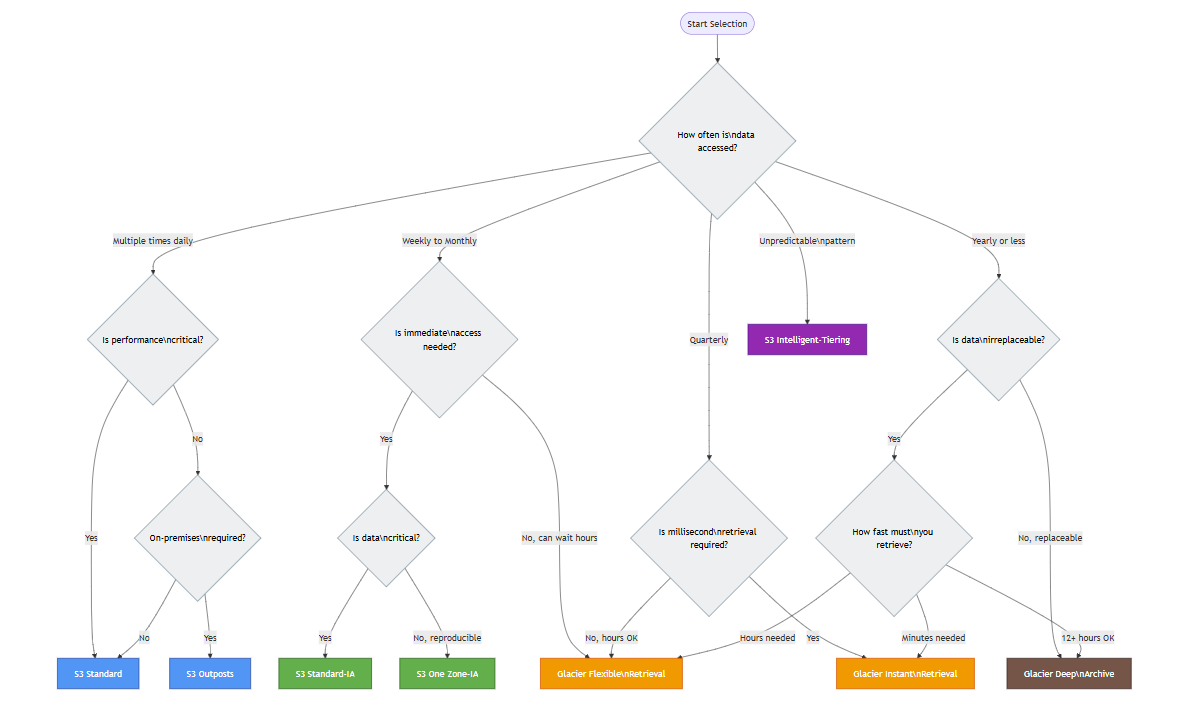 Start Selection
How often is\ndata
accessed?
Multiple times daily
Weekly to Monthly
Unpredictable\npattern
Yearly or less
Is performance\ncritical?
Is immediate\naccess
needed?
Quarterly
S3 Intelligent-Tiering
Is data\nirreplaceable?
No
Yes
Yes
Yes
On-premises\nrequired?
Is data\ncritical?
No, can wait hours
Is millisecond\nretrieval
required?
How fast must\nyou
retrieve?
No, replaceable
No
Yes
Yes
No, reproducible
No, hours OK
Hours needed
Yes
Minutes needed
12+ hours OK
S3 Standard
S3 Outposts
S3 Standard-IA
S3 One Zone-IA
Glacier Flexible\nRetrieval
Glacier Instant\nRetrieval
Glacier Deep\nArchive